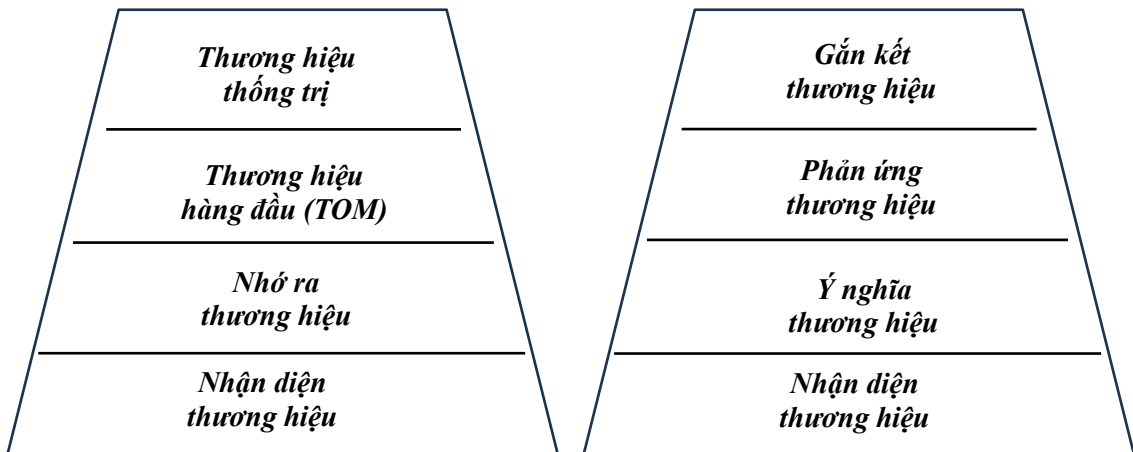 Thương hiệu
thống trị
Thương hiệu
hàng đầu (TOM)
Nhớ ra
thương hiệu
Nhận diện
thương hiệu
Gắn kết
thương hiệu
Phản ứng
thương hiệu
Ý nghĩa
thương hiệu
Nhận diện
thương hiệu